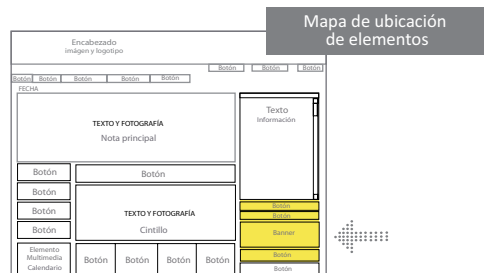 Mapa de ubicación
de elementos
Encabezado
imágen y logotipo
Botón Botón Botón
Botón Botón Botón Botón Botón
FECHA
TEXTO Y FOTOGRAFÍA
Nota principal
Texto
Información
Botón
Botón
Botón
Botón
Botón
TEXTO Y FOTOGRAFÍA
Cintillo
Botón
Botón
Banner
Botón
Botón
Elemento
Multimedia
Calendario
Botón Botón Botón Botón